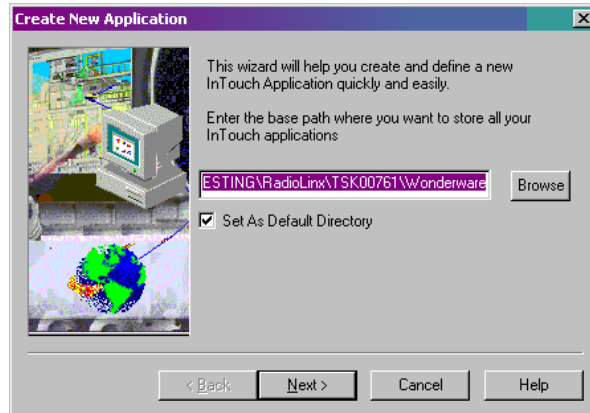 Create New Application
This wizard will help you create and define a new
InTouch Application quickly and easily.
Enter the base path where you want to store all your
InTouch applications
ESTING\RadioLinx\TSK00761\Wonderware
Browse
Set As Default Directory
< Back
Next >
Cancel
Help